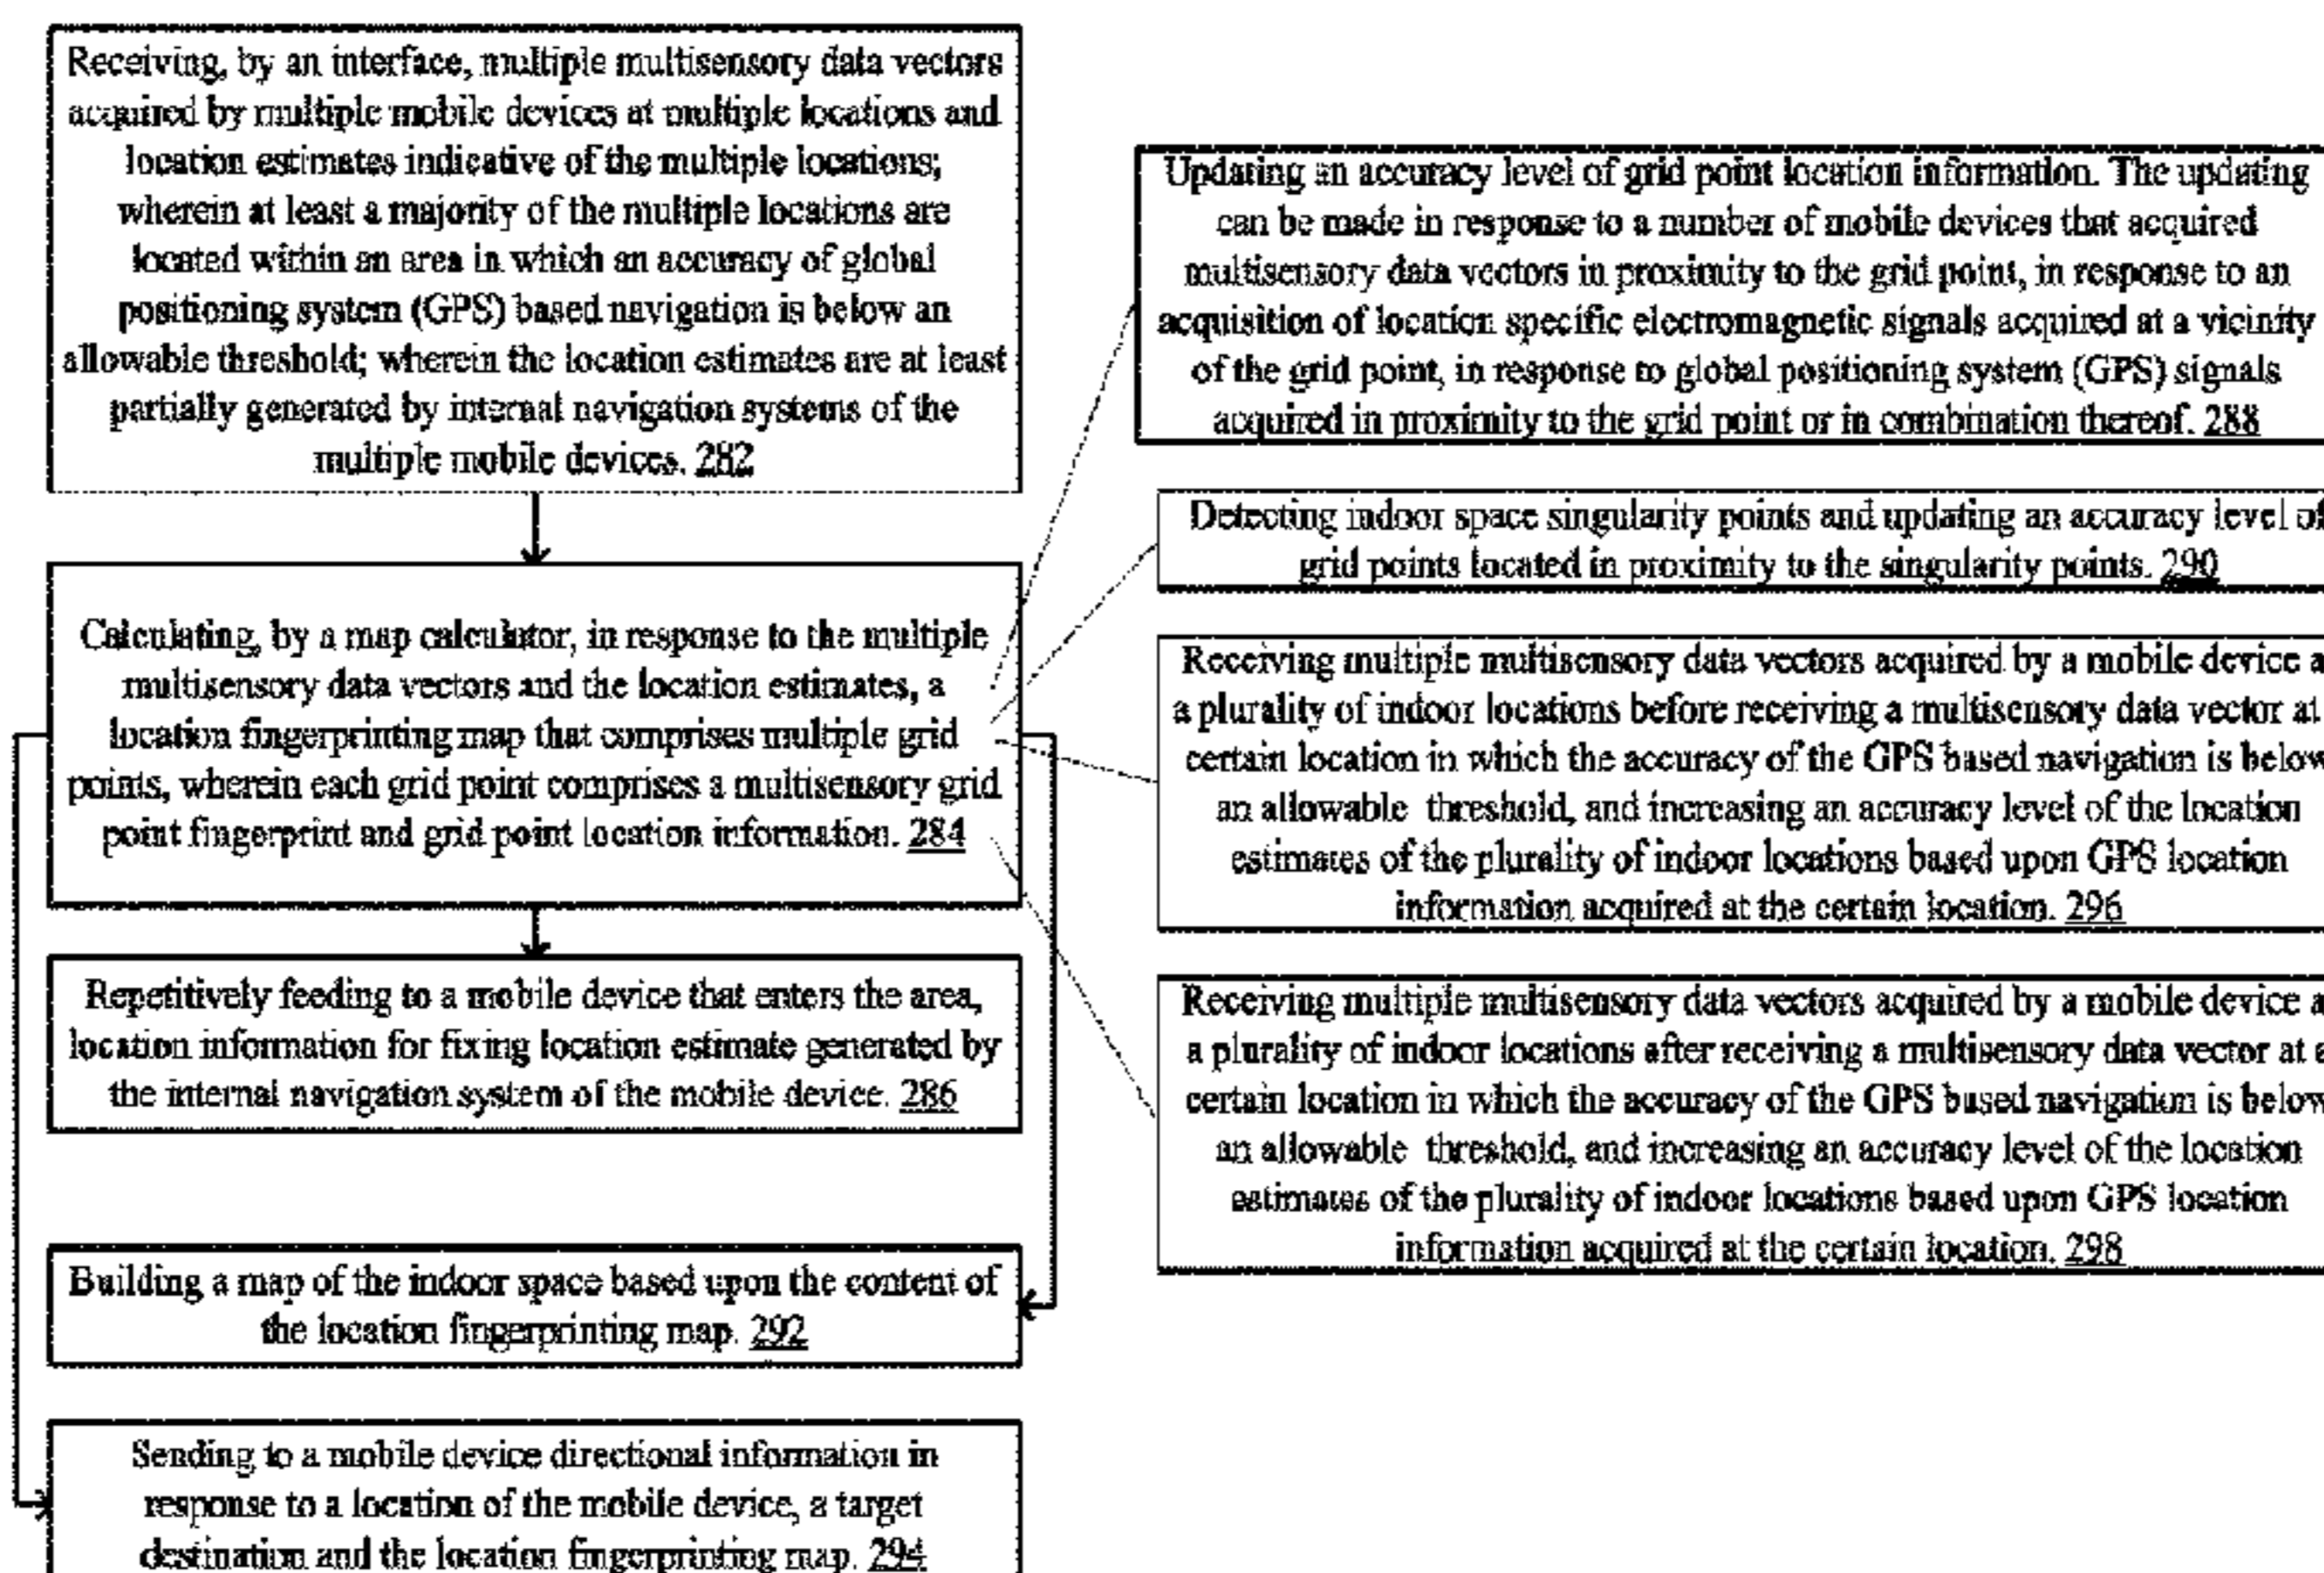 Receiving, by an interface, multiple multisensory data vectors
acquired by multiple mobile devices at multiple locations and
location estimates indicative of the multiple locations;
wherein at least a majority of the multiple locations are
located within an area in which an accuracy of global
positioning system (GPS) based navigation is below an
allowable threshold; wherein the location estimates are at least
partially generated by internal navigation systems of the
multiple mobile devices. 282
Calculating, by a map calculator, in response to the multiple
multisensory data vectors and the location estimates, a
location fingerprinting map that comprises multiple grid
points, wherein each grid point comprises a multisensory grid
point fingerprint and grid point location information. 284
Repetitively feeding to a mobile device that enters the area,
location information for fixing location estimate generated by
the internal navigation system of the mobile device. 286
Building a map of the indoor space based upon the content of
the location fingerprinting map. 292
Sending to a mobile device directional information in
response to a location of the mobile device, a target
destination and the location fingerprinting map. 294
Updating an accuracy level of grid point location information. The updating
can be made in response to a number of mobile devices that acquired
multisensory data vectors in proximity to the grid point, in response to an
acquisition of location specific electromagnetic signals acquired at a vicinity
of the grid point, in response to global positioning system (GPS) signals
acquired in proximity to the grid point or in combination thereof. 288
Detecting indoor space singularity points and updating an accuracy level of
grid points located in proximity to the singularity points. 290
Receiving multiple multisensory data vectors acquired by a mobile device
a plurality of indoor locations before receiving a multisensory data vector at
certain location in which the accuracy of the GPS based navigation is below
an allowable threshold, and increasing an accuracy level of the location
estimates of the plurality of indoor locations based upon GPS location
information acquired at the certain location. 296
Receiving multiple multisensory data vectors acquired by a mobile device
a plurality of indoor locations after receiving a multisensory data vector at a
certain location in which the accuracy of the GPS based navigation is below
an allowable threshold, and increasing an accuracy level of the location
estimates of the plurality of indoor locations based upon GPS location
information acquired at the certain location. 298